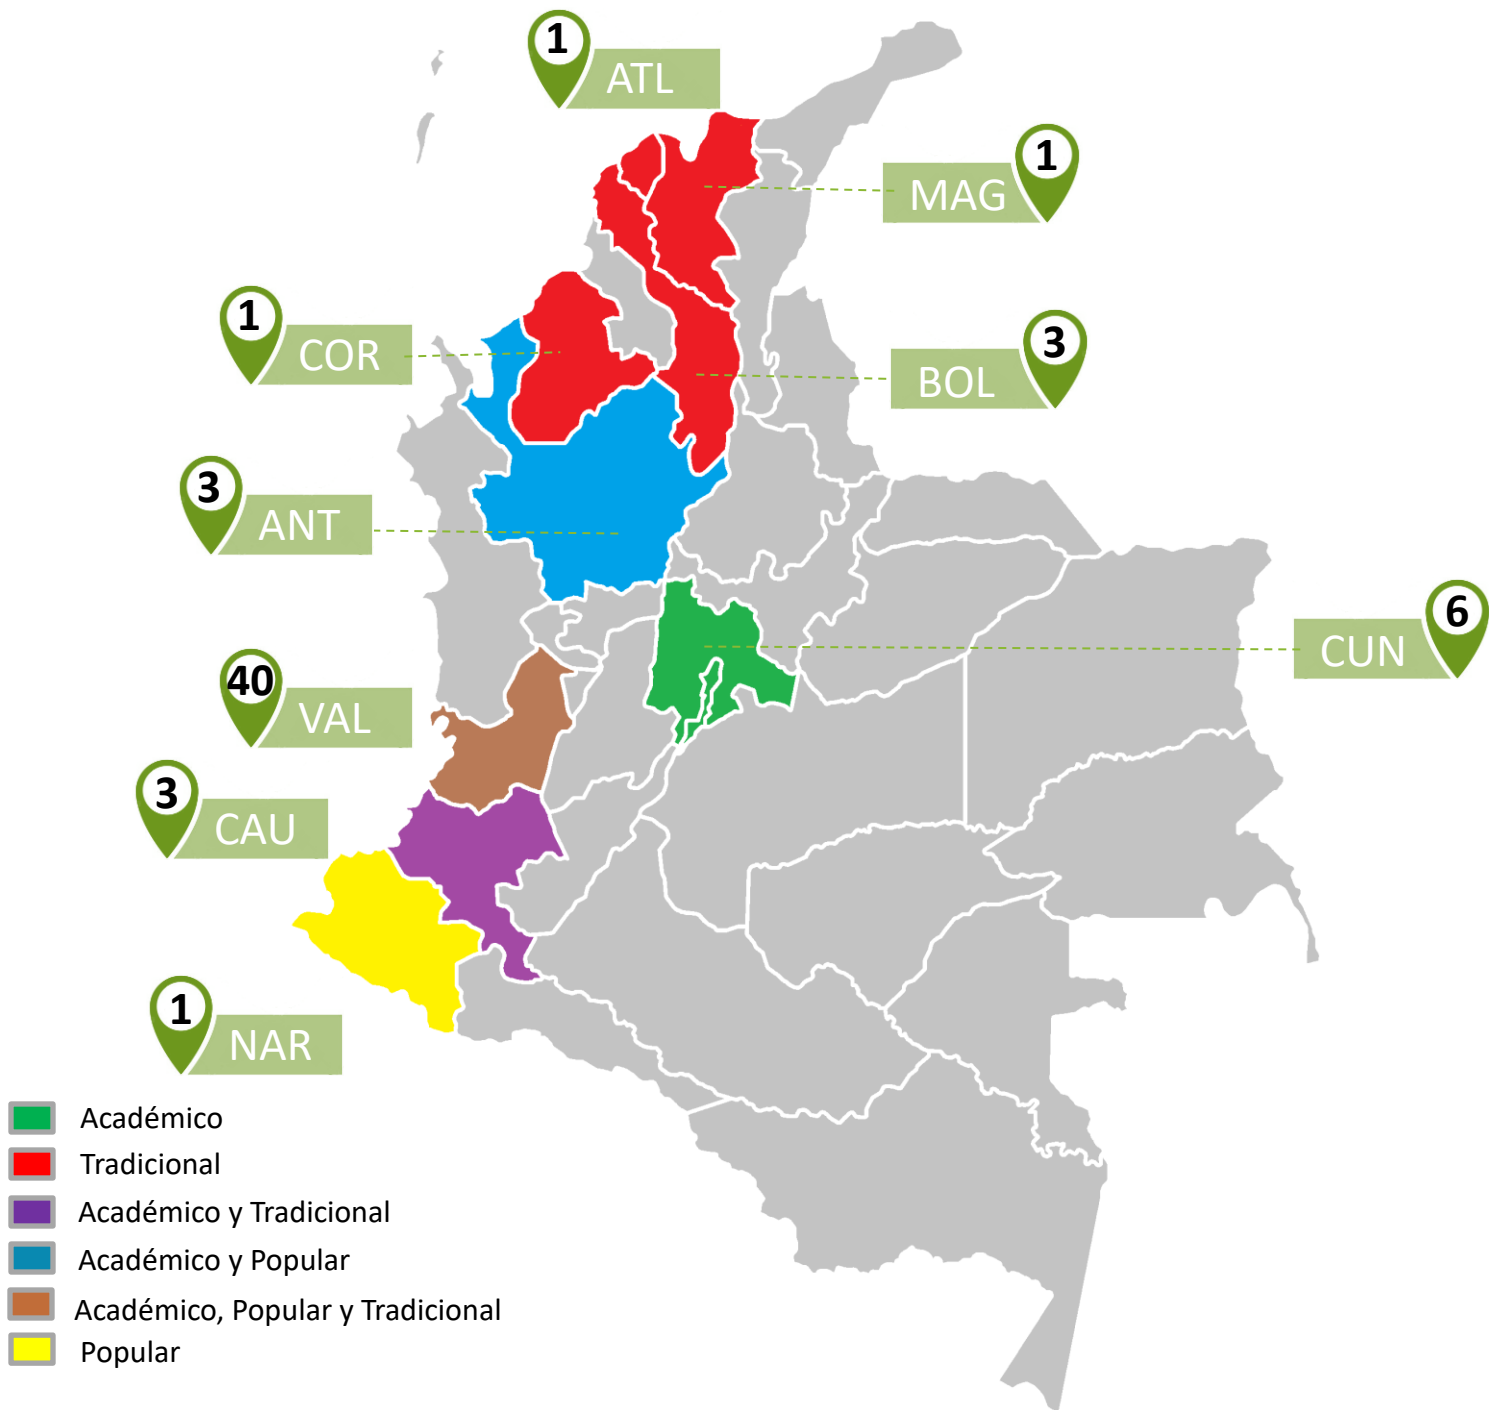 1
ATL
MAG
1
1
COR
3
BOL
3
ANT
6
CUN
40
VAL
3
CAU
1
NAR
Académico
Tradicional
Académico y Tradicional
Académico y Popular
Académico, Popular y Tradicional
Popular